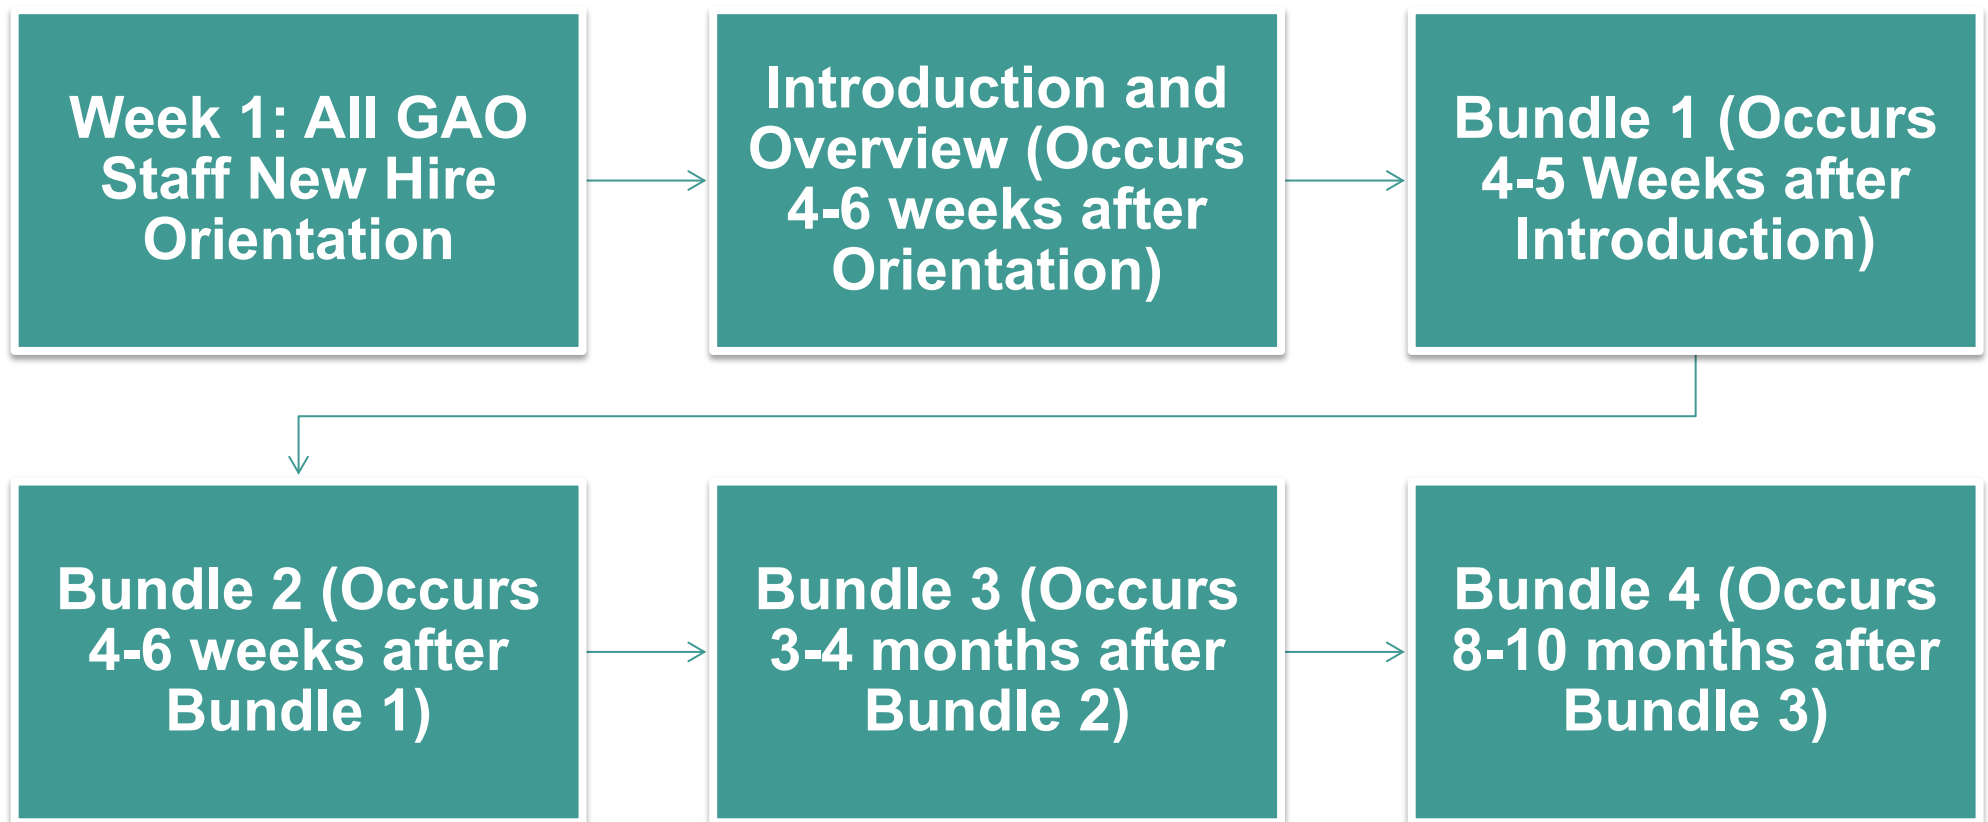 Week 1: All GAO
Staff New Hire
Orientation
Introduction and
Overview (Occurs
4-6 weeks after
Orientation)
Bundle 1 (Occurs
4-5 Weeks after
Introduction)
Bundle 2 (Occurs
4-6 weeks after
Bundle 1)
Bundle 3 (Occurs
3-4 months after
Bundle 2)
Bundle 4 (Occurs
8-10 months after
Bundle 3)